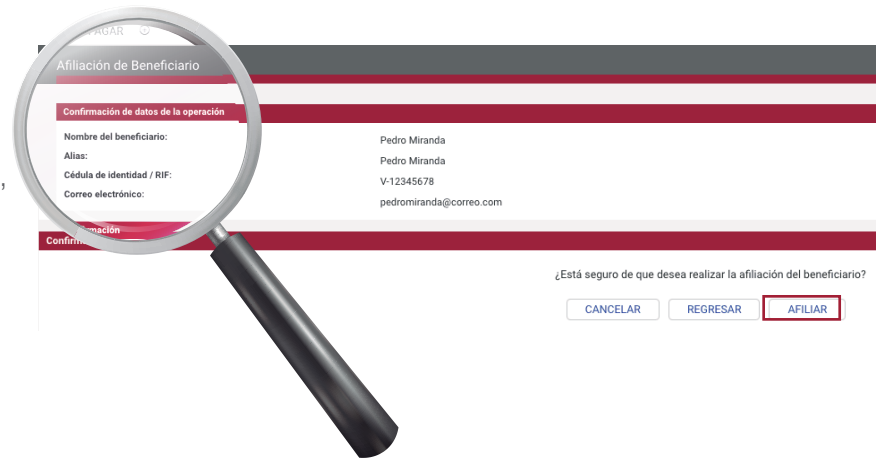 PAGAR
Afiliación de Beneficiario
Confirmación de datos de la operación
Nombre del beneficiario: Pedro Miranda
Alias: Pedro Miranda
Cédula de identidad / RIF: V-12345678
Correo electrónico: pedromiranda@correo.com
,
¿Está seguro de que desea realizar la afiliación del beneficiario?
CANCELAR REGRESAR AFILIAR